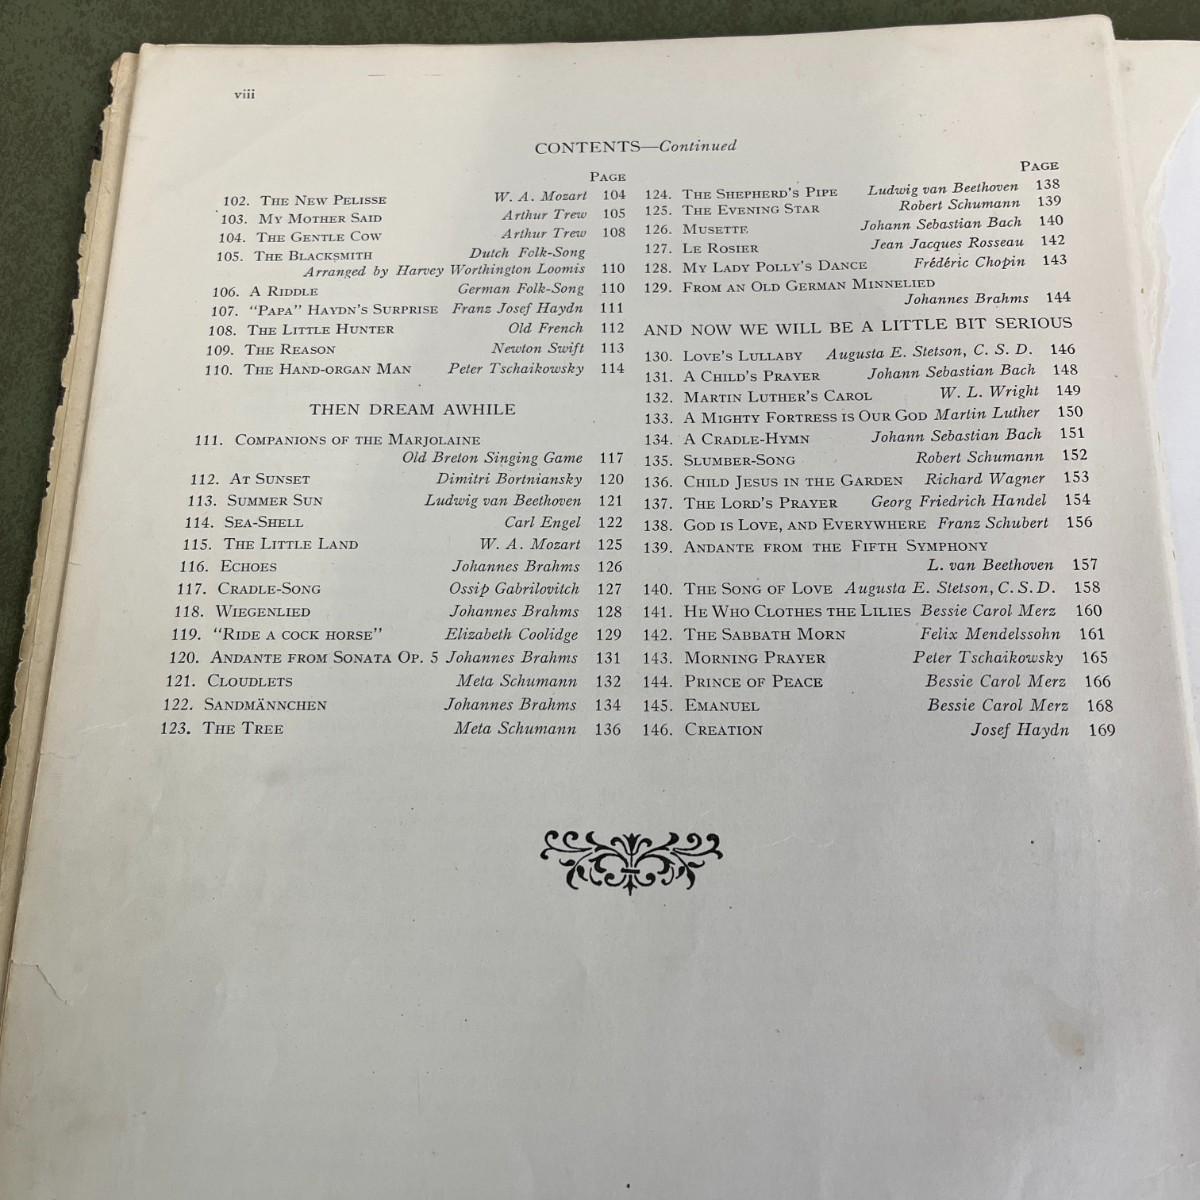 viii
CONTENTS—Continued
PAGE
102. THE NEW PELISSE W. A. Mozart 104
103. MY MOTHER SAID Arthur Trew 105
104. THE GENTLE COW Arthur Trew 108
105. THE BLACKSMITH Dutch Folk-Song
Arranged by Harvey Worthington Loomis 110
106. A RIDDLE German Folk-Song 110
107. "PAPA" HAYDN'S SURPRISE Franz Josef Haydn 111
108. THE LITTLE HUNTER Old French 112
109. THE REASON Newton Swift 113
110. THE HAND-ORGAN MAN Peter Tschaikowsky 114
THEN DREAM AWHILE
111. COMPANIONS OF THE MARJOLAINE
Old Breton Singing Game 117
112. AT SUNSET Dimitri Bortniansky 120
113. SUMMER SUN Ludwig van Beethoven 121
114. SEA-SHELL Carl Engel 122
115. THE LITTLE LAND W. A. Mozart 125
116. ECHOES Johannes Brahms 126
117. CRADLE-SONG Ossip Gabrilovitch 127
118. WIEGENLIED Johannes Brahms 128
119. "RIDE A COCK HORSE" Elizabeth Coolidge 129
120. ANDANTE FROM SONATA OP. 5 Johannes Brahms 131
121. CLOUDLETS Meta Schumann 132
122. SANDMÄNNCHEN Johannes Brahms 134
123. THE TREE Meta Schumann 136
PAGE
124. THE SHEPHERD'S PIPE Ludwig van Beethoven 138
125. THE EVENING STAR Robert Schumann 139
126. MUSETTE Johann Sebastian Bach 140
127. LE ROSIER Jean Jacques Rosseau 142
128. MY LADY POLLY'S DANCE Frédéric Chopin 143
129. FROM AN OLD GERMAN MINNELIED
Johannes Brahms 144
AND NOW WE WILL BE A LITTLE BIT SERIOUS
130. LOVE'S LULLABY Augusta E. Stetson, C. S. D. 146
131. A CHILD'S PRAYER Johann Sebastian Bach 148
132. MARTIN LUTHER'S CAROL W. L. Wright 149
133. A MIGHTY FORTRESS IS OUR GOD Martin Luther 150
134. A CRADLE-HYMN Johann Sebastian Bach 151
135. SLUMBER-SONG Robert Schumann 152
136. CHILD JESUS IN THE GARDEN Richard Wagner 153
137. THE LORD'S PRAYER Georg Friedrich Handel 154
138. GOD IS LOVE, AND EVERYWHERE Franz Schubert 156
139. ANDANTE FROM THE FIFTH SYMPHONY
L. van Beethoven 157
140. THE SONG OF LOVE Augusta E. Stetson, C.S.D. 158
141. HE WHO CLOTHES THE LILIES Bessie Carol Merz 160
142. THE SABBATH MORN Felix Mendelssohn 161
143. MORNING PRAYER Peter Tschaikowsky 165
144. PRINCE OF PEACE Bessie Carol Merz 166
145. EMANUEL Bessie Carol Merz 168
146. CREATION Josef Haydn 169